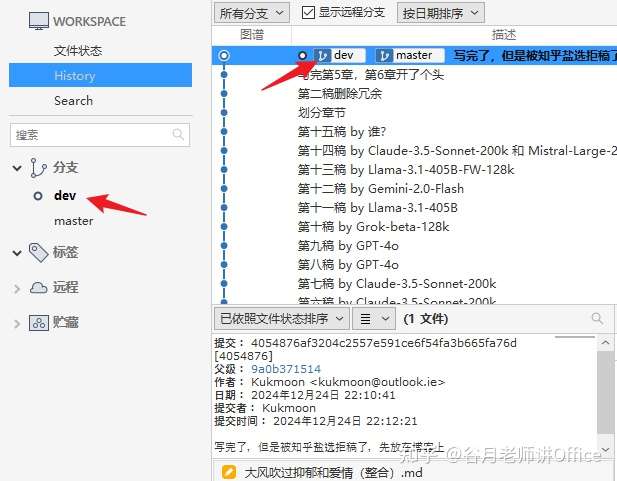 WORKSPACE
文件状态
History
Search
搜索
分支
dev
master
标签
远程
贮藏
所有分支 显示远程分支 按日期排序
图谱 描述
dev master 写完了，但是被知乎盐选拒稿了
写完第5章，第6章开了个头
第二稿删除冗余
划分章节
第十五稿 by 谁?
第十四稿 by Claude-3.5-Sonnet-200k 和 Mistral-Large-2
第十三稿 by Llama-3.1-405B-FW-128k
第十二稿 by Gemini-2.0-Flash
第十一稿 by Llama-3.1-405B
第十稿 by Grok-beta-128k
第九稿 by GPT-4o
第八稿 by GPT-4o
第七稿 by Claude-3.5-Sonnet-200k
第六稿 by Claude-3.5-Sonnet-200k
已依照文件状态排序 (1 文件)
提交： 4054876af3204c2557e591ce6f54fa3b665fa76d
[4054876]
父级： 9a0b371514
作者： Kukmoon <kukmoon@outlook.ie>
日期： 2024年12月24日 22:10:41
提交者： Kukmoon
提交时间： 2024年12月24日 22:12:21
写完了，但是被知乎盐选拒稿了，先放在博客上
知乎 @谷月老师讲Office
大风吹过抑郁和爱情（整合）.md